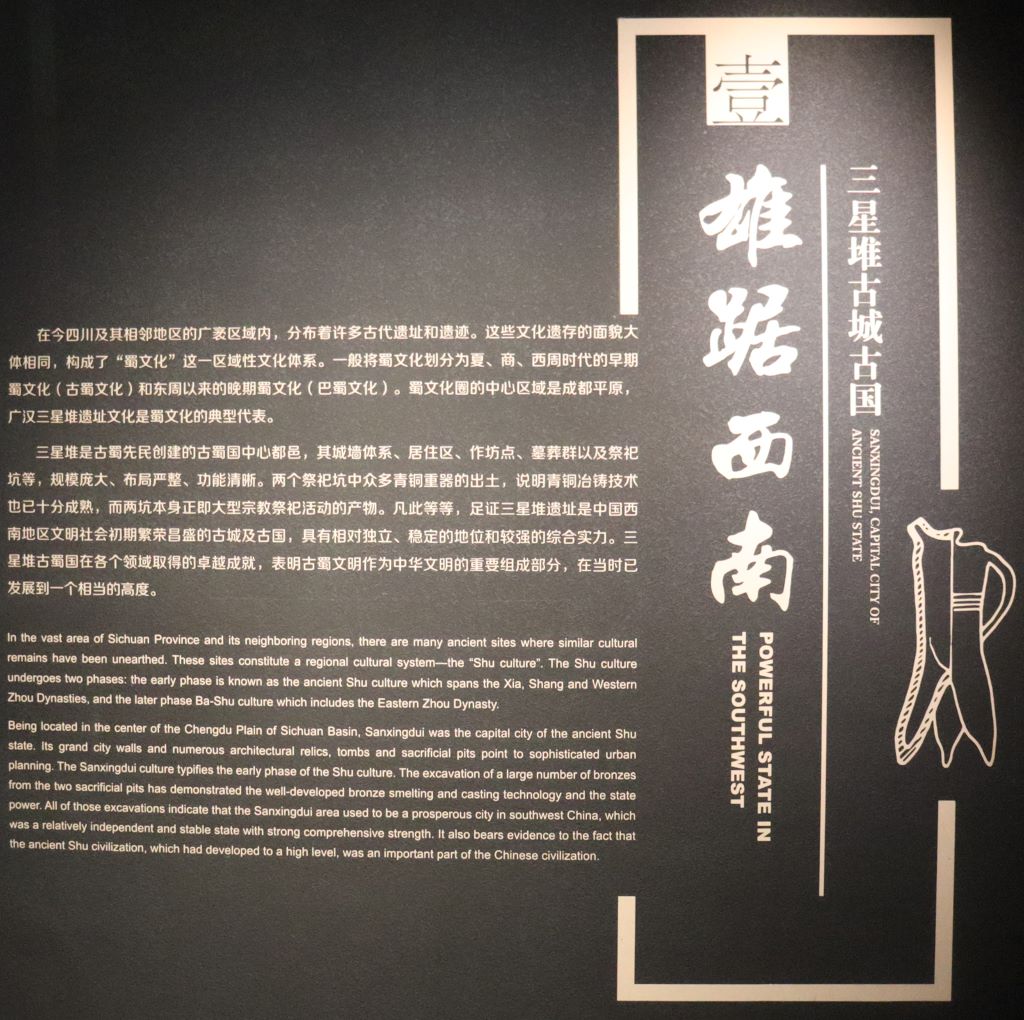 壹
雄踞西南
POWERFUL STATE IN
THE SOUTHWEST
三星堆古城古国
SANXINGDUI, CAPITAL CITY OF
ANCIENT SHU STATE
在今四川及其相邻地区的广袤区域内，分布着许多古代遗址和遗迹。这些文化遗存的面貌大
体相同，构成了“蜀文化”这一区域性文化体系。一般将蜀文化划分为夏、商、西周时代的早期
蜀文化（古蜀文化）和东周以来的晚期蜀文化（巴蜀文化）。蜀文化圈的中心区域是成都平原，
广汉三星堆遗址文化是蜀文化的典型代表。
三星堆是古蜀先民创建的古蜀国中心都邑，其城墙体系、居住区、作坊点、墓葬群以及祭祀
坑等，规模庞大、布局严整、功能清晰。两个祭祀坑中众多青铜重器的出土，说明青铜冶铸技术
也已十分成熟，而两坑本身正即大型宗教祭祀活动的产物。凡此等等，足证三星堆遗址是中国西
南地区文明社会初期繁荣昌盛的古城及古国，具有相对独立、稳定的地位和较强的综合实力。三
星堆古蜀国在各个领域取得的卓越成就，表明古蜀文明作为中华文明的重要组成部分，在当时已
发展到一个相当的高度。
In the vast area of Sichuan Province and its neighboring regions, there are many ancient sites where similar cultural
remains have been unearthed. These sites constitute a regional cultural system—the “Shu culture”. The Shu culture
undergoes two phases: the early phase is known as the ancient Shu culture which spans the Xia, Shang and Western
Zhou Dynasties, and the later phase Ba-Shu culture which includes the Eastern Zhou Dynasty.
Being located in the center of the Chengdu Plain of Sichuan Basin, Sanxingdui was the capital city of the ancient Shu
state. Its grand city walls and numerous architectural relics, tombs and sacrificial pits point to sophisticated urban
planning. The Sanxingdui culture typifies the early phase of the Shu culture. The excavation of a large number of bronzes
from the two sacrificial pits has demonstrated the well-developed bronze smelting and casting technology and the state
power. All of those excavations indicate that the Sanxingdui area used to be a prosperous city in southwest China, which
was a relatively independent and stable state with strong comprehensive strength. It also bears evidence to the fact that
the ancient Shu civilization, which had developed to a high level, was an important part of the Chinese civilization.